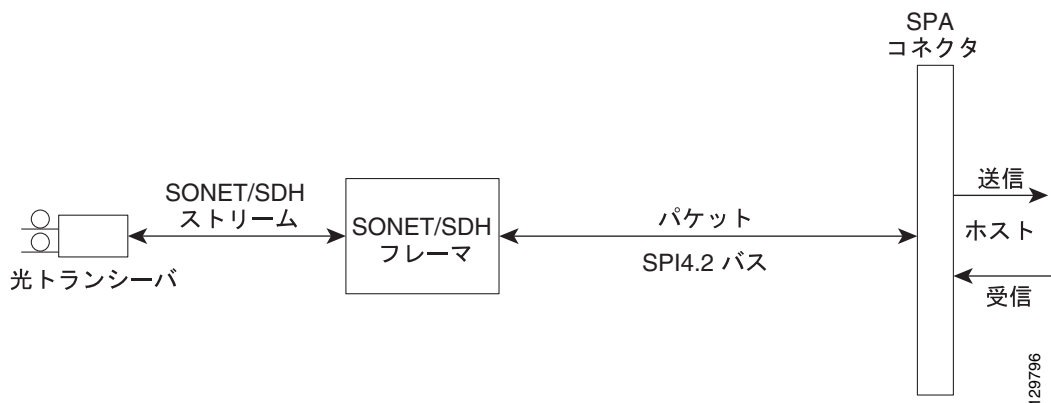 SPA
コネクタ
SONET/SDH
ストリーム
SONET/SDH
フレーマ
パケット
SPI4.2 バス
送信
ホスト
受信
光トランシーバ
129796